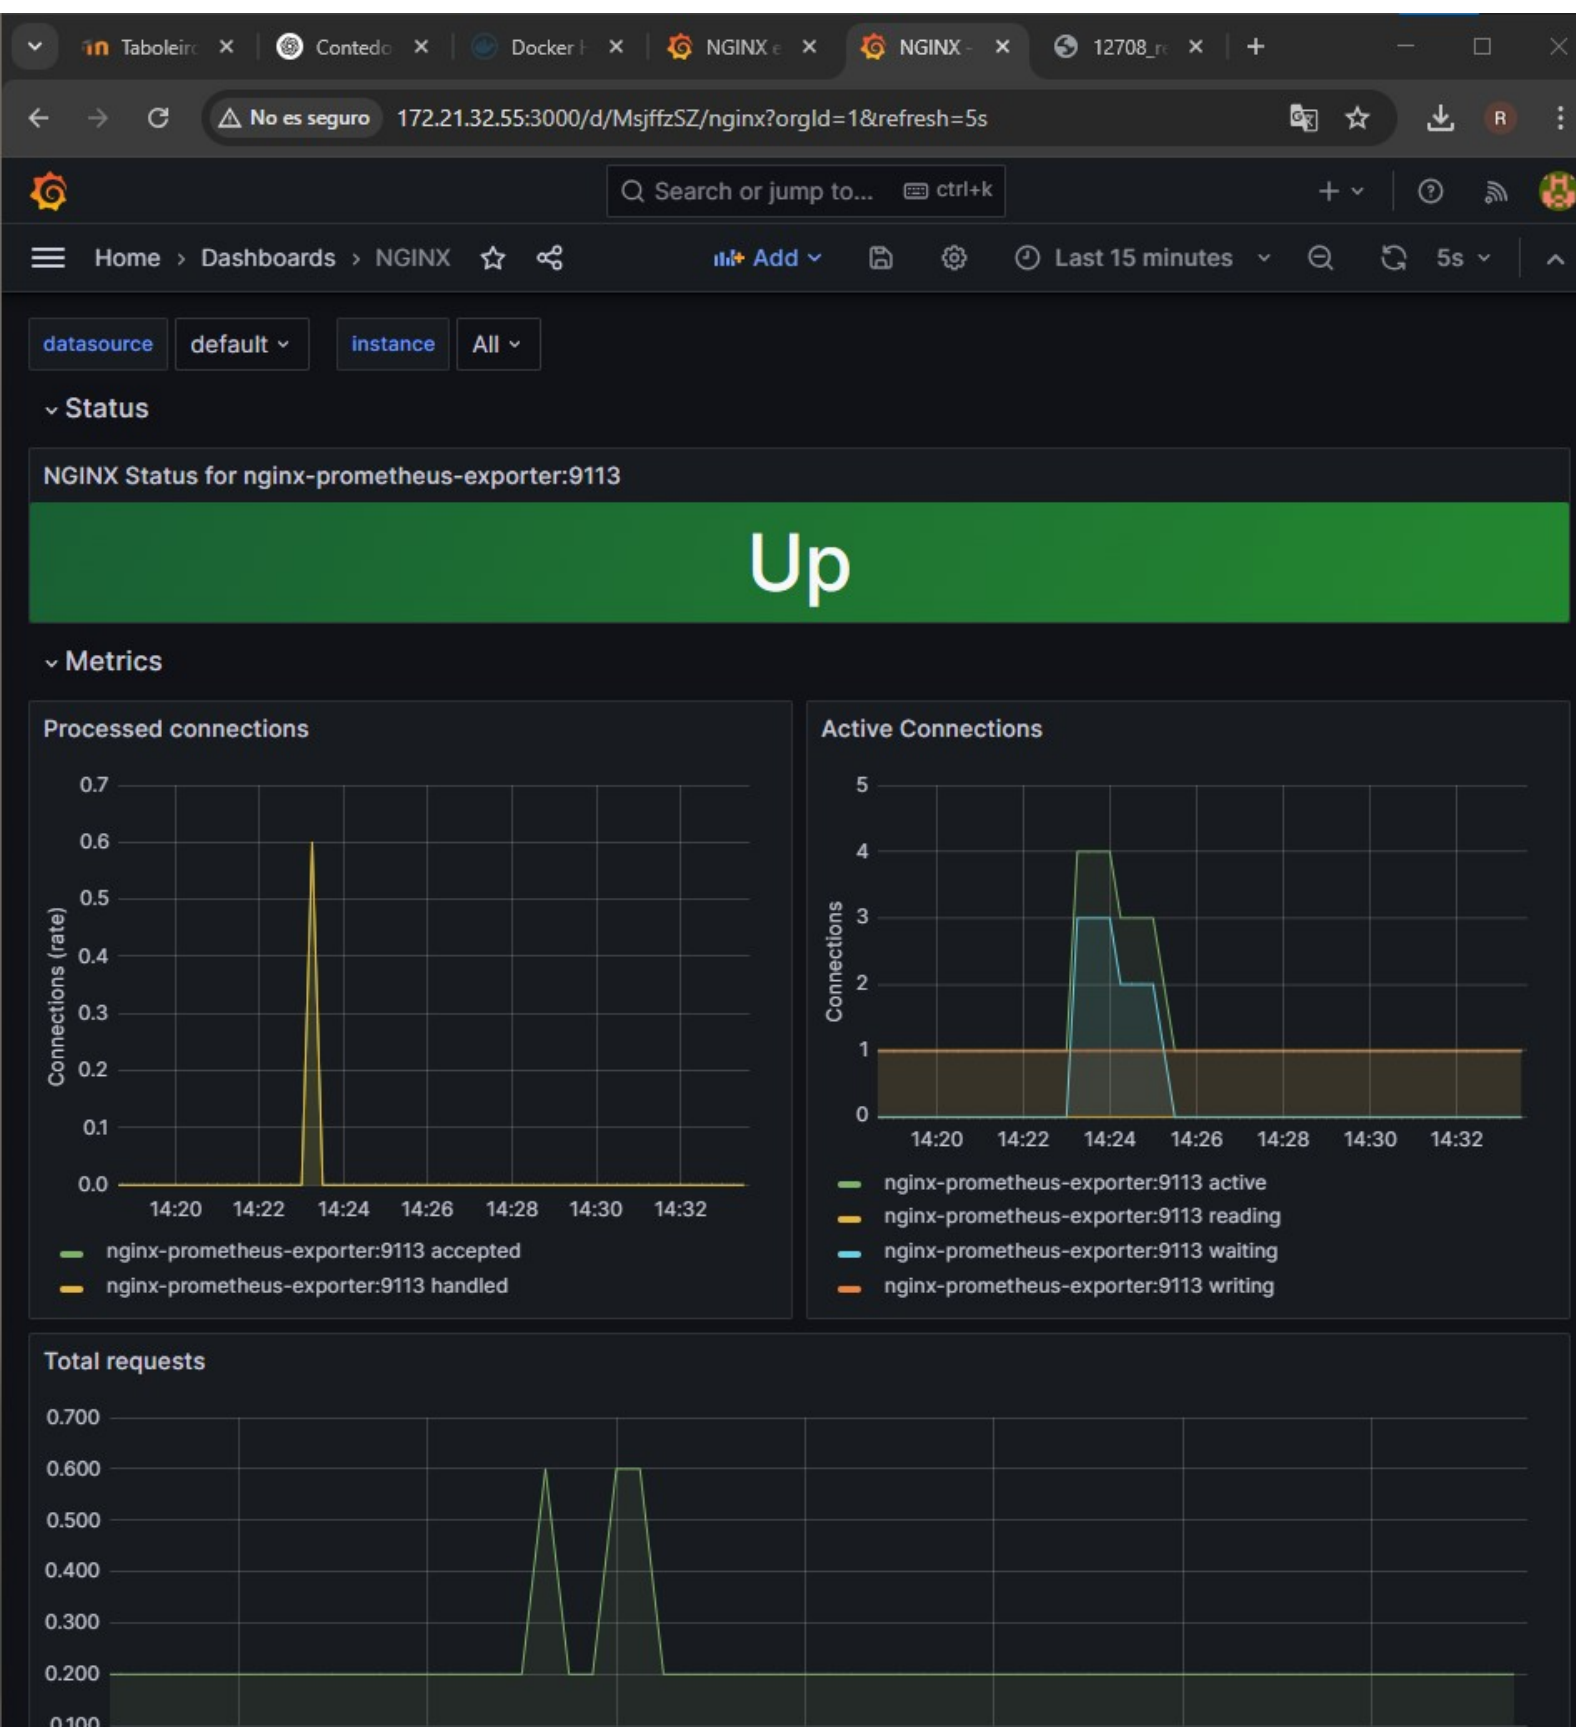 Taboleir
Contedo
Docker H
NGINX e
NGINX -
12708_re
No es seguro 172.21.32.55:3000/d/MsjffzSZ/nginx?orgId=1&refresh=5s R
Search or jump to... ctrl+k
Home › Dashboards › NGINX Add Last 15 minutes 5s
datasource default instance All
Status
NGINX Status for nginx-prometheus-exporter:9113
Up
Metrics
Processed connections
0.7
0.6
0.5
0.4
0.3
0.2
0.1
0.0
Connections (rate)
14:20 14:22 14:24 14:26 14:28 14:30 14:32
nginx-prometheus-exporter:9113 accepted
nginx-prometheus-exporter:9113 handled
Active Connections
5
4
3
2
1
0
Connections
14:20 14:22 14:24 14:26 14:28 14:30 14:32
nginx-prometheus-exporter:9113 active
nginx-prometheus-exporter:9113 reading
nginx-prometheus-exporter:9113 waiting
nginx-prometheus-exporter:9113 writing
Total requests
0.700
0.600
0.500
0.400
0.300
0.200
0.100